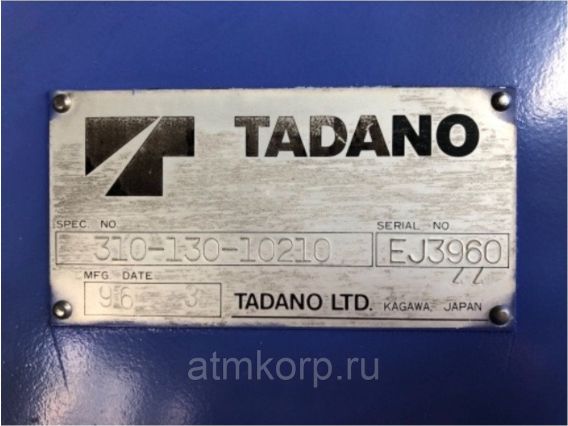 TADANO
SPEC. NO. SERIAL NO
310-130-10210 EJ3960
MFG DATE
96 3 TADANO LTD. KAGAWA, JAPAN
atmkorp.ru